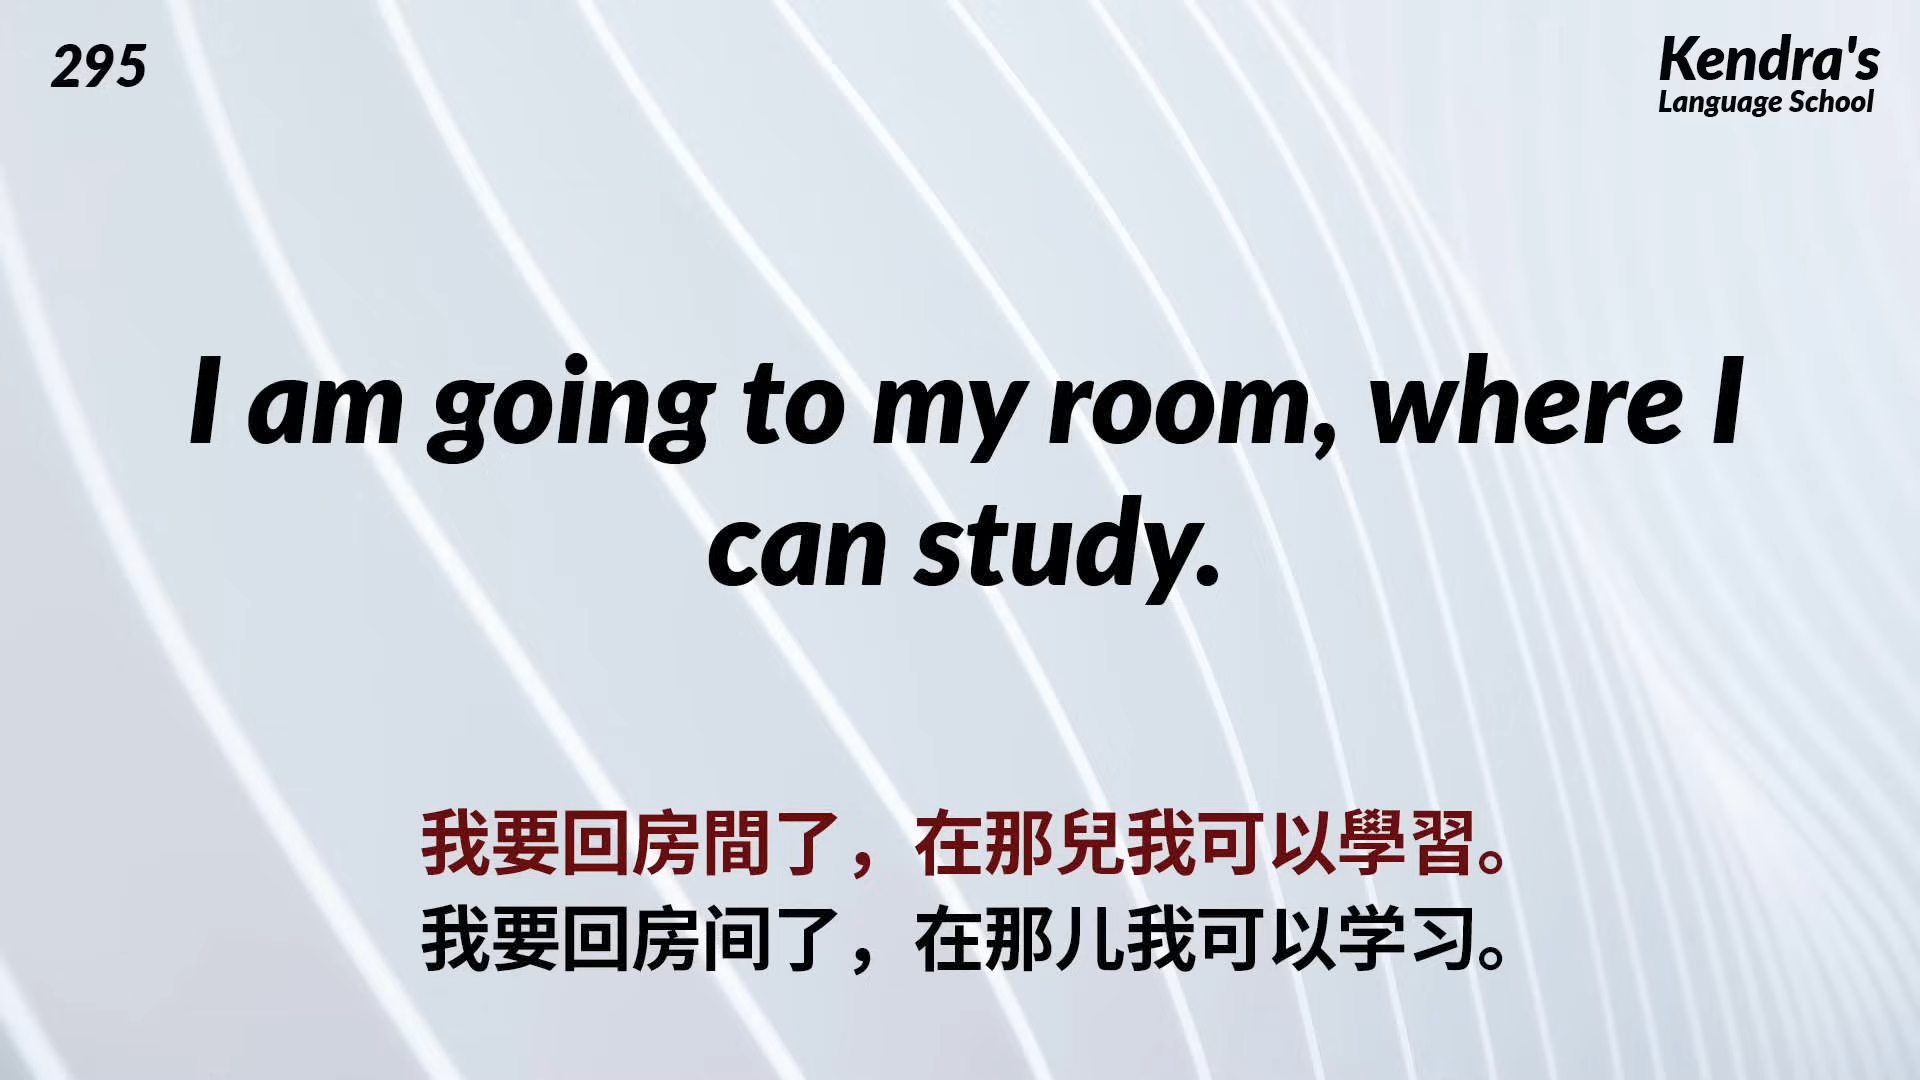 295
Kendra's
Language School
I am going to my room, where I
can study.
我要回房間了，在那兒我可以學習。
我要回房间了，在那儿我可以学习。